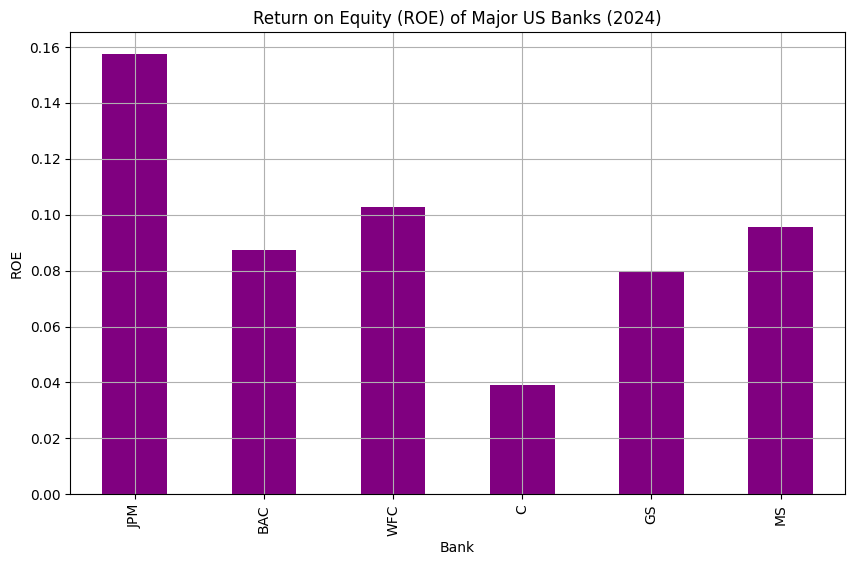 Return on Equity (ROE) of Major US Banks (2024)
0.16
0.14
0.12
0.10
0.08
0.06
0.04
0.02
0.00
ROE
JPM
BAC
WFC
C
GS
MS
Bank